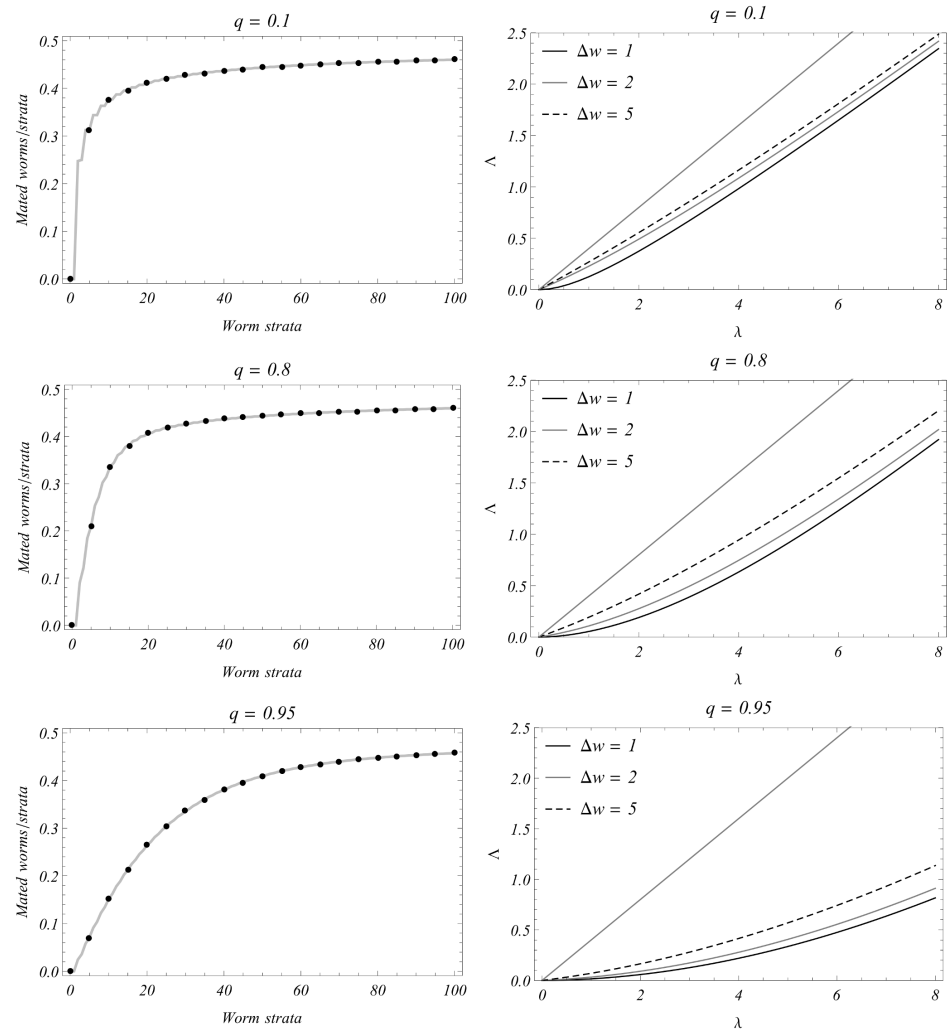 q = 0.1
0.5
0.4
0.3
0.2
0.1
0.0
Mated worms/strata
0
20
40
60
80
100
Worm strata
q = 0.1
2.5
2.0
1.5
1.0
0.5
0.0
Λ
Δw = 1
Δw = 2
Δw = 5
0
2
4
6
8
λ
q = 0.8
0.5
0.4
0.3
0.2
0.1
0.0
Mated worms/strata
0
20
40
60
80
100
Worm strata
q = 0.8
2.5
2.0
1.5
1.0
0.5
0.0
Λ
Δw = 1
Δw = 2
Δw = 5
0
2
4
6
8
λ
q = 0.95
0.5
0.4
0.3
0.2
0.1
0.0
Mated worms/strata
0
20
40
60
80
100
Worm strata
q = 0.95
2.5
2.0
1.5
1.0
0.5
0.0
Λ
Δw = 1
Δw = 2
Δw = 5
0
2
4
6
8
λ